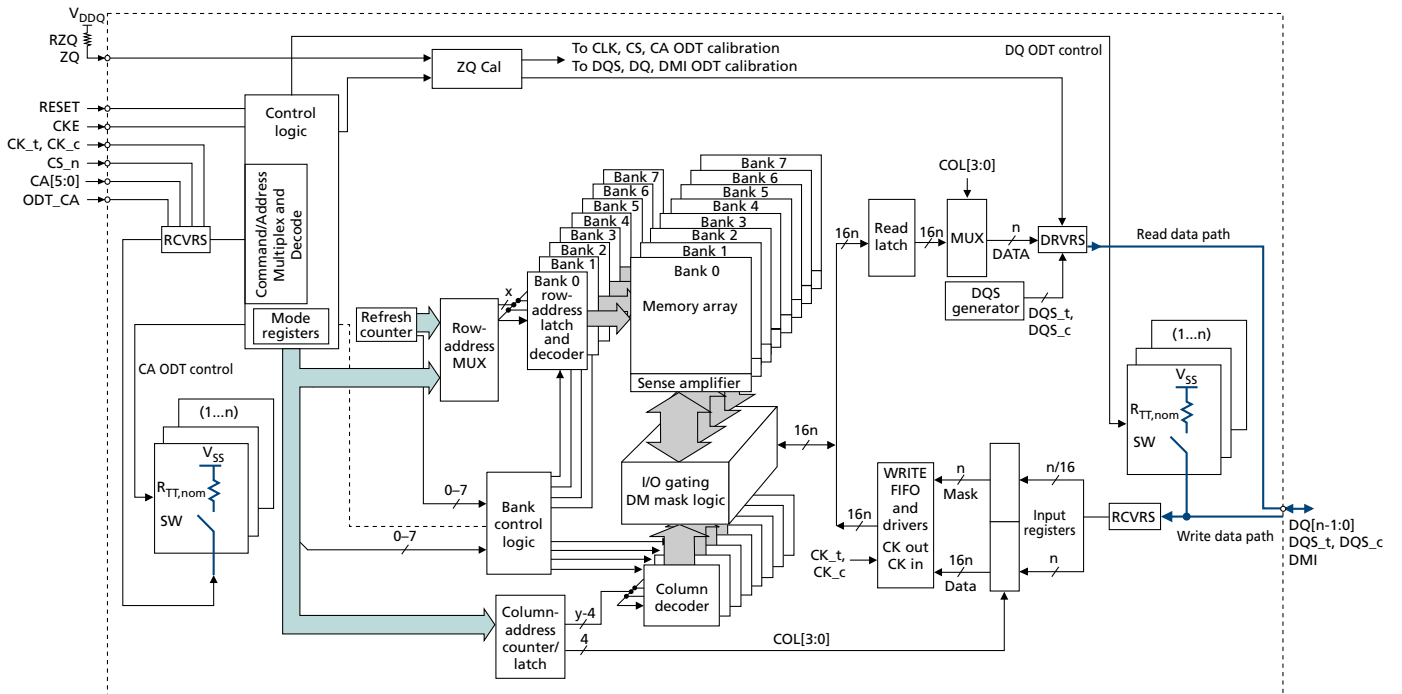 VDDQ
RZQ
ZQ
RESET
CKE
CK_t, CK_c
CS_n
CA[5:0]
ODT_CA
RCVRS
Control
logic
Command/Address
Multiplex and
Decode
Mode
registers
ZQ Cal
To CLK, CS, CA ODT calibration
To DQS, DQ, DMI ODT calibration
DQ ODT control
CA ODT control
(1...n)
VSS
RTT,nom
SW
Refresh
counter
Row-
address
MUX
x
Bank 7
Bank 6
Bank 5
Bank 4
Bank 3
Bank 2
Bank 1
Bank 0
row-
address
latch
and
decoder
Bank 7
Bank 6
Bank 5
Bank 4
Bank 3
Bank 2
Bank 1
Bank 0
Memory array
Sense amplifier
0–7
0–7
Bank
control
logic
I/O gating
DM mask logic
Column
decoder
Column-
address
counter/
latch
y-4
4
COL[3:0]
16n
16n
Read
latch
16n
COL[3:0]
MUX
n
DATA
DRVRS
DQS
generator
DQS_t,
DQS_c
Read data path
(1...n)
VSS
RTT,nom
SW
16n
WRITE
FIFO
and
drivers
CK out
CK in
CK_t,
CK_c
n
Mask
16n
Data
n/16
Input
registers
n
RCVRS
Write data path
DQ[n-1:0]
DQS_t, DQS_c
DMI